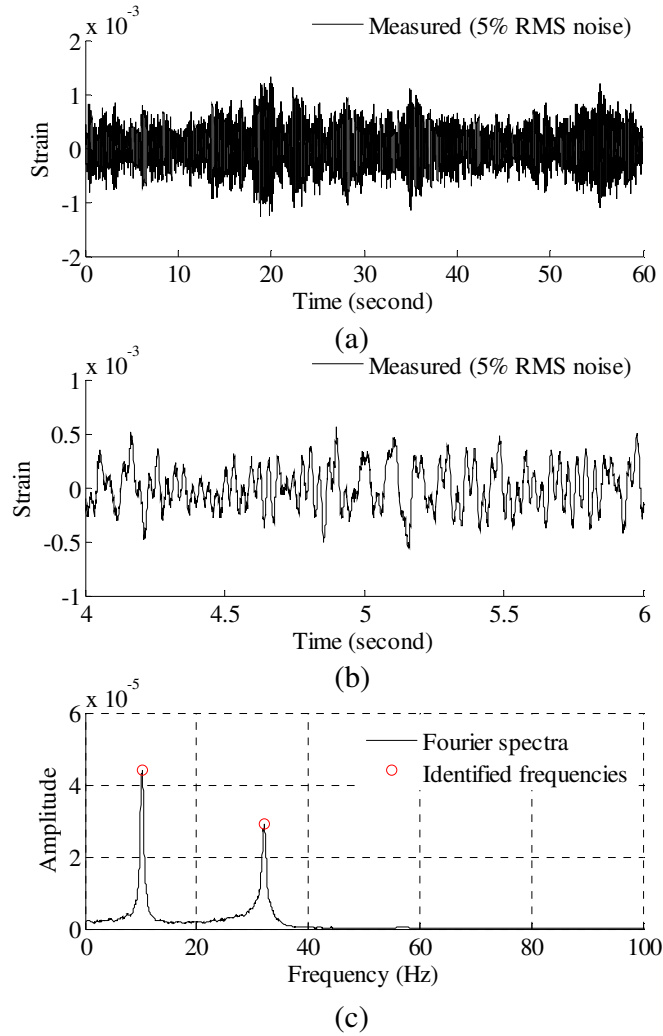 x 10⁻³
Measured (5% RMS noise)
2
1
0
-1
-2
Strain
0 10 20 30 40 50 60
Time (second)
(a)
x 10⁻³
Measured (5% RMS noise)
1
0.5
0
-0.5
-1
Strain
4 4.5 5 5.5 6
Time (second)
(b)
x 10⁻⁵
6
4
2
0
Amplitude
Fourier spectra
Identified frequencies
0 20 40 60 80 100
Frequency (Hz)
(c)